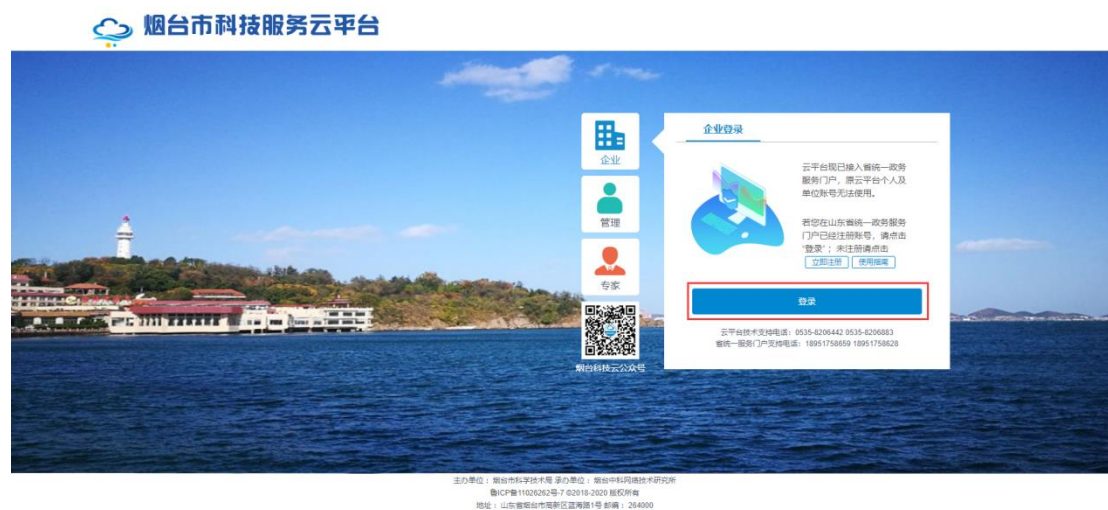 烟台市科技服务云平台
企业
管理
专家
烟台科技云公众号
企业登录
云平台现已接入省统一政务
服务门户，原云平台个人及
单位账号无法使用。
若您在山东省统一政务服务
门户已经注册账号，请点击
“登录”；未注册请点击
立即注册 使用指南
登录
云平台技术支持电话：0535-8206442 0535-8206883
省统一服务门户支持电话：18951758659 18951758628
主办单位：烟台市科学技术局 承办单位：烟台中科网络技术研究所
鲁ICP备11026262号-7 ©2018-2020 版权所有
地址：山东省烟台市高新区蓝海路1号 邮编：264000